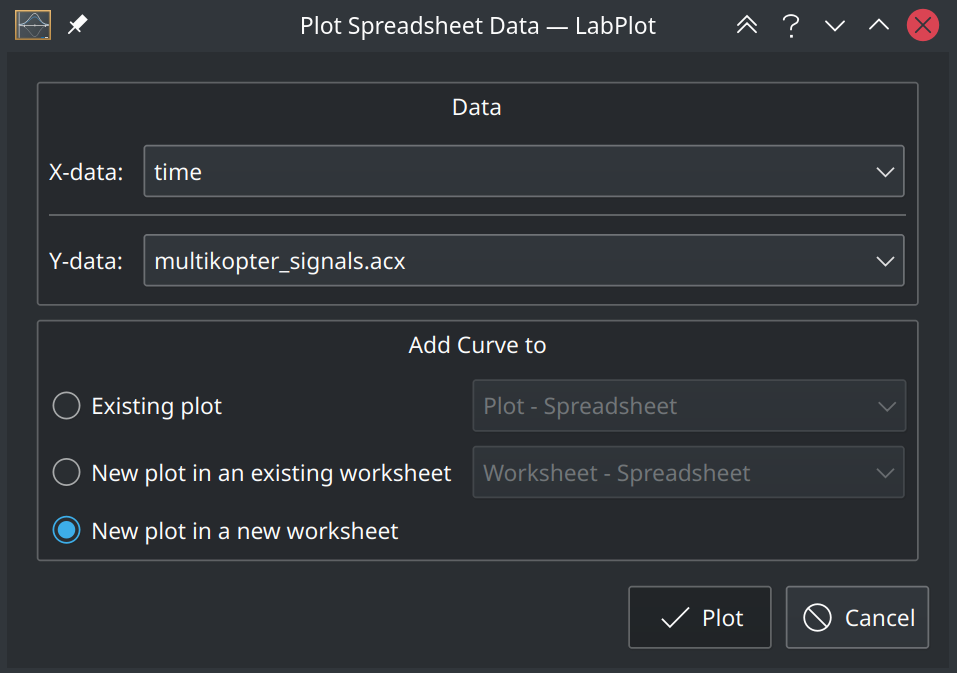 Plot Spreadsheet Data — LabPlot
Data
X-data: time
Y-data: multikopter_signals.acx
Add Curve to
Existing plot Plot - Spreadsheet
New plot in an existing worksheet Worksheet - Spreadsheet
New plot in a new worksheet
Plot Cancel